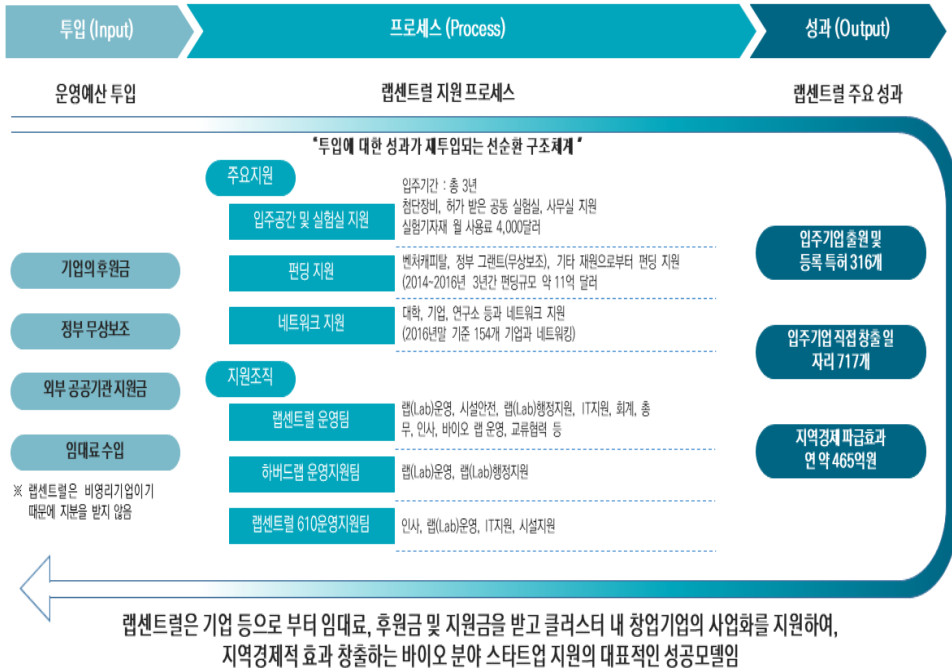 투입 (Input)
프로세스 (Process)
성과 (Output)
운영예산 투입
랩센트럴 지원 프로세스
랩센트럴 주요 성과
"투입에 대한 성과가 재투입되는 선순환 구조체계"
기업의 후원금
정부 무상보조
외부 공공기관 지원금
임대료 수입
※ 랩센트럴은 비영리기업이기
때문에 지분을 받지 않음
주요지원
입주공간 및 실험실 지원
입주기간 : 총 3년
첨단장비, 허가 받은 공동 실험실, 사무실 지원
실험기자재 월 사용료 4,000달러
펀딩 지원
벤처캐피탈, 정부 그랜트(무상보조), 기타 재원으로부터 펀딩 지원
(2014~2016년 3년간 펀딩규모 약 11억 달러
네트워크 지원
대학, 기업, 연구소 등과 네트워크 지원
(2016년말 기준 154개 기업과 네트워킹)
지원조직
랩센트럴 운영팀
랩(Lab)운영, 시설안전, 랩(Lab)행정지원, IT지원, 회계, 총
무, 인사, 바이오 랩 운영, 교류협력 등
하버드랩 운영지원팀
랩(Lab)운영, 랩(Lab)행정지원
랩센트럴 610운영지원팀
인사, 랩(Lab)운영, IT지원, 시설지원
입주기업 출원 및
등록 특허 316개
입주기업 직접 창출 일
자리 717개
지역경제 파급효과
연 약 465억원
랩센트럴은 기업 등으로 부터 임대료, 후원금 및 지원금을 받고 클러스터 내 창업기업의 사업화를 지원하여,
지역경제적 효과 창출하는 바이오 분야 스타트업 지원의 대표적인 성공모델임